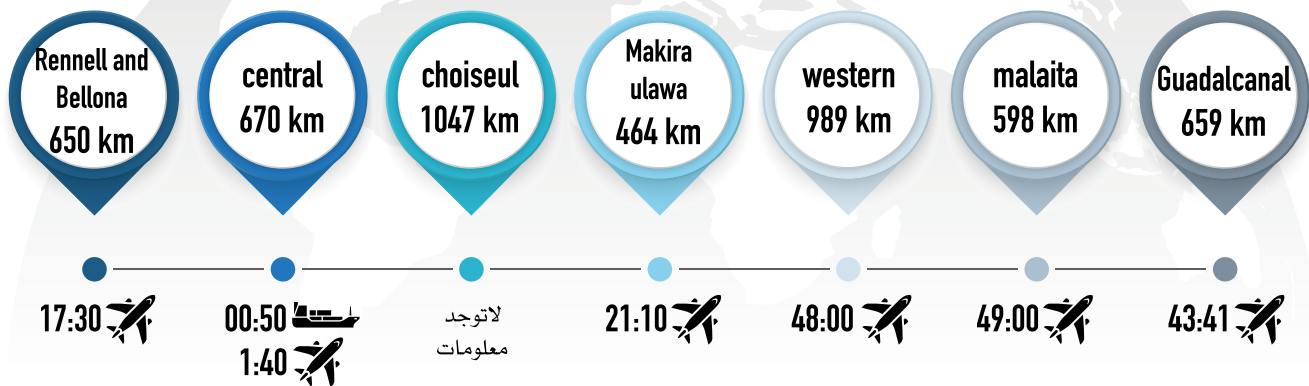 Rennell and
Bellona
650 km
central
670 km
choiseul
1047 km
Makira
ulawa
464 km
western
989 km
malaita
598 km
Guadalcanal
659 km
17:30
00:50
1:40
لاتوجد
معلومات
21:10
48:00
49:00
43:41